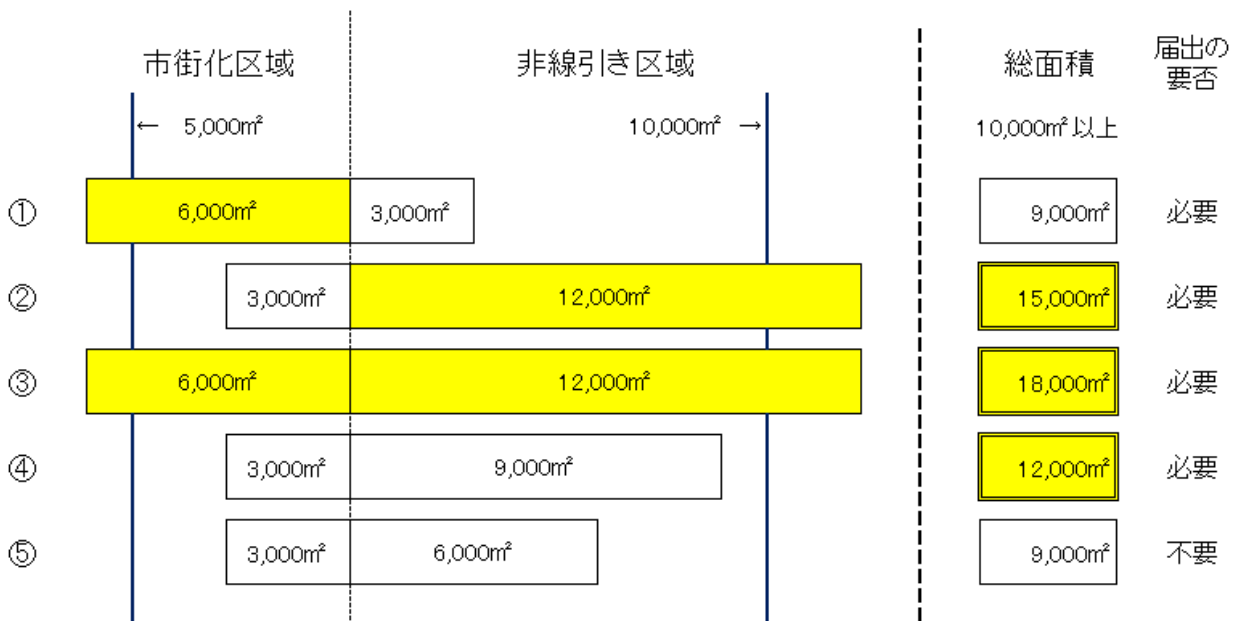 市街化区域 非線引き区域 総面積 届出の
要否
← 5,000㎡ 10,000㎡ → 10,000㎡以上
① 6,000㎡ 3,000㎡ 9,000㎡ 必要
② 3,000㎡ 12,000㎡ 15,000㎡ 必要
③ 6,000㎡ 12,000㎡ 18,000㎡ 必要
④ 3,000㎡ 9,000㎡ 12,000㎡ 必要
⑤ 3,000㎡ 6,000㎡ 9,000㎡ 不要